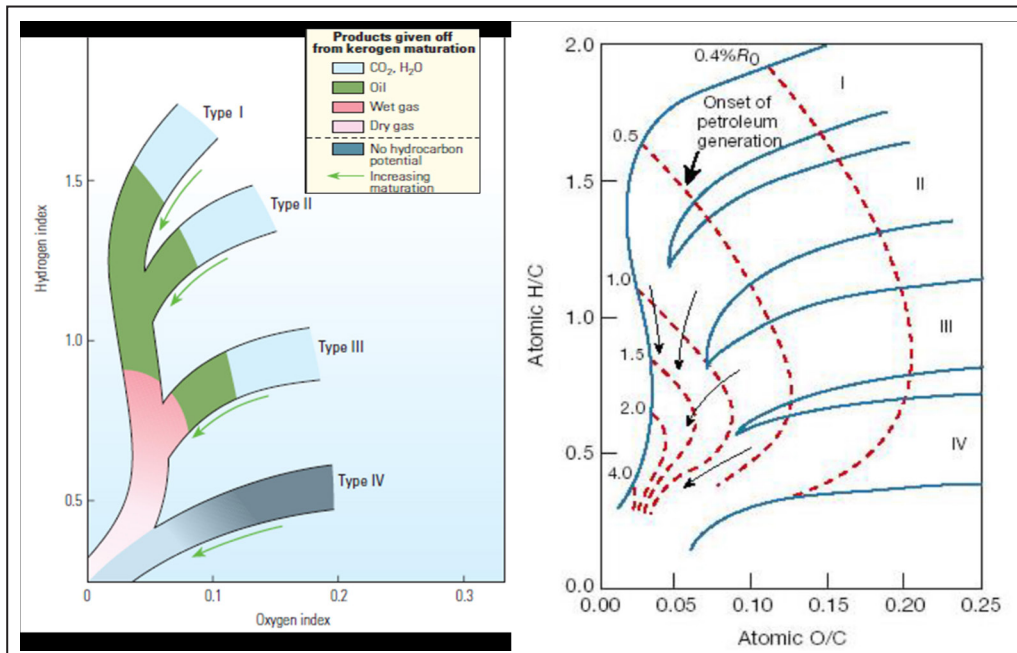 Products given off
from kerogen maturation
CO2, H2O
Oil
Wet gas
Dry gas
No hydrocarbon
potential
Increasing
maturation
Type I
Type II
Type III
Type IV
1.5
1.0
0.5
Hydrogen index
0
0.1
0.2
0.3
Oxygen index
2.0
1.5
1.0
0.5
0.0
Atomic H/C
0.4%RO
0.5
Onset of
petroleum
generation
1.0
1.5
2.0
4.0
I
II
III
IV
0.00
0.05
0.10
0.15
0.20
0.25
Atomic O/C